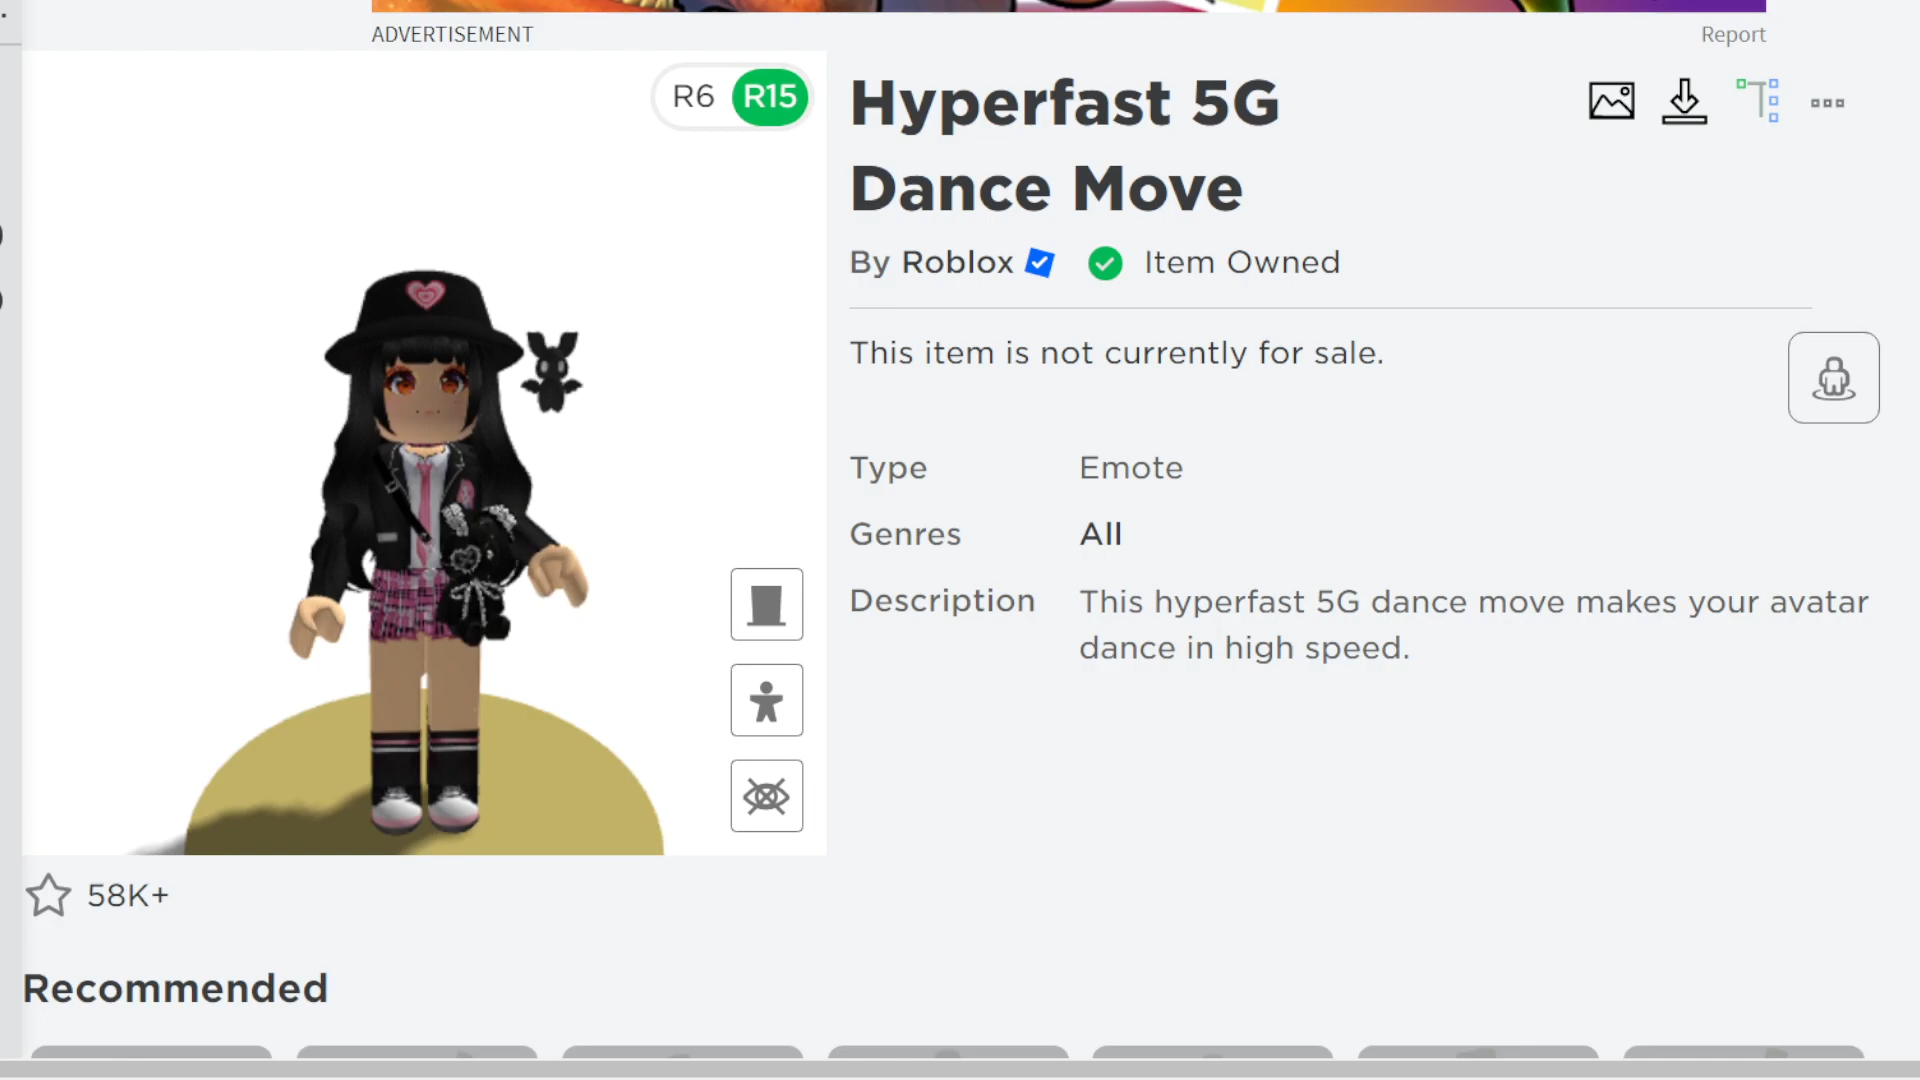 ADVERTISEMENT
Report
R6 R15
Hyperfast 5G
Dance Move
By Roblox Item Owned
This item is not currently for sale.
Type Emote
Genres All
Description This hyperfast 5G dance move makes your avatar
dance in high speed.
58K+
Recommended